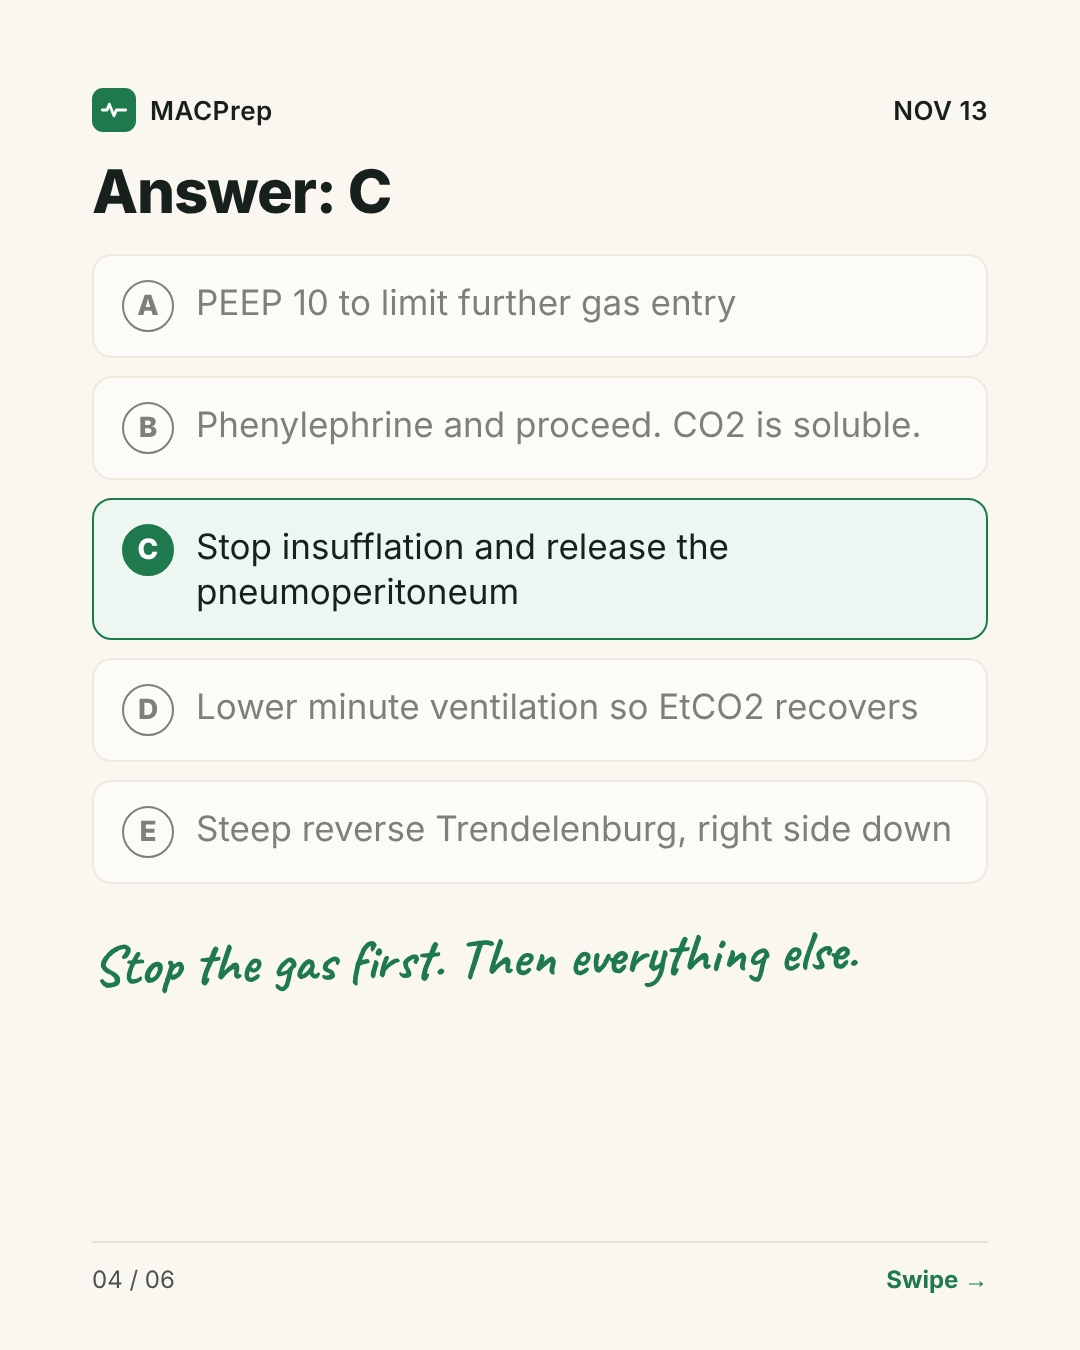 MACPrep
NOV 13
Answer: C
A PEEP 10 to limit further gas entry
B Phenylephrine and proceed. CO2 is soluble.
C Stop insufflation and release the
pneumoperitoneum
D Lower minute ventilation so EtCO2 recovers
E Steep reverse Trendelenburg, right side down
Stop the gas first. Then everything else.
04 / 06
Swipe →